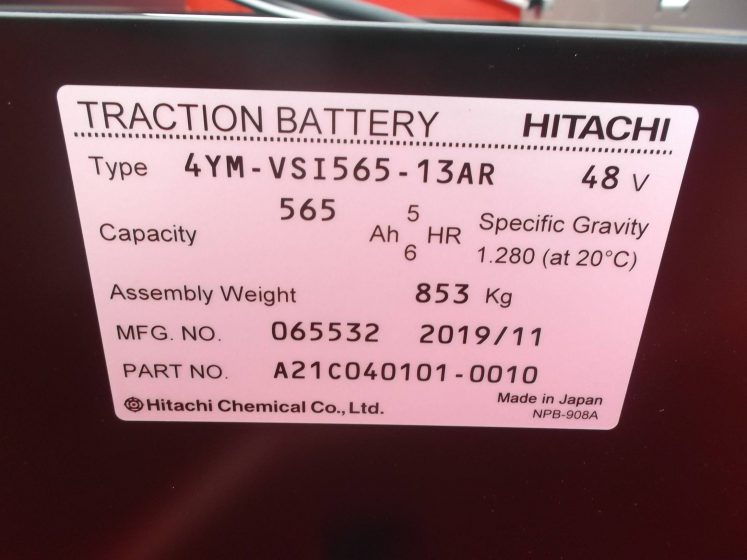 TRACTION BATTERY HITACHI
Type 4YM-VSI565-13AR 48 V
Capacity 565 Ah 5 HR Specific Gravity
6 1.280 (at 20°C)
Assembly Weight 853 Kg
MFG. NO. 065532 2019/11
PART NO. A21C040101-0010
Hitachi Chemical Co., Ltd. Made in Japan
NPB-908A